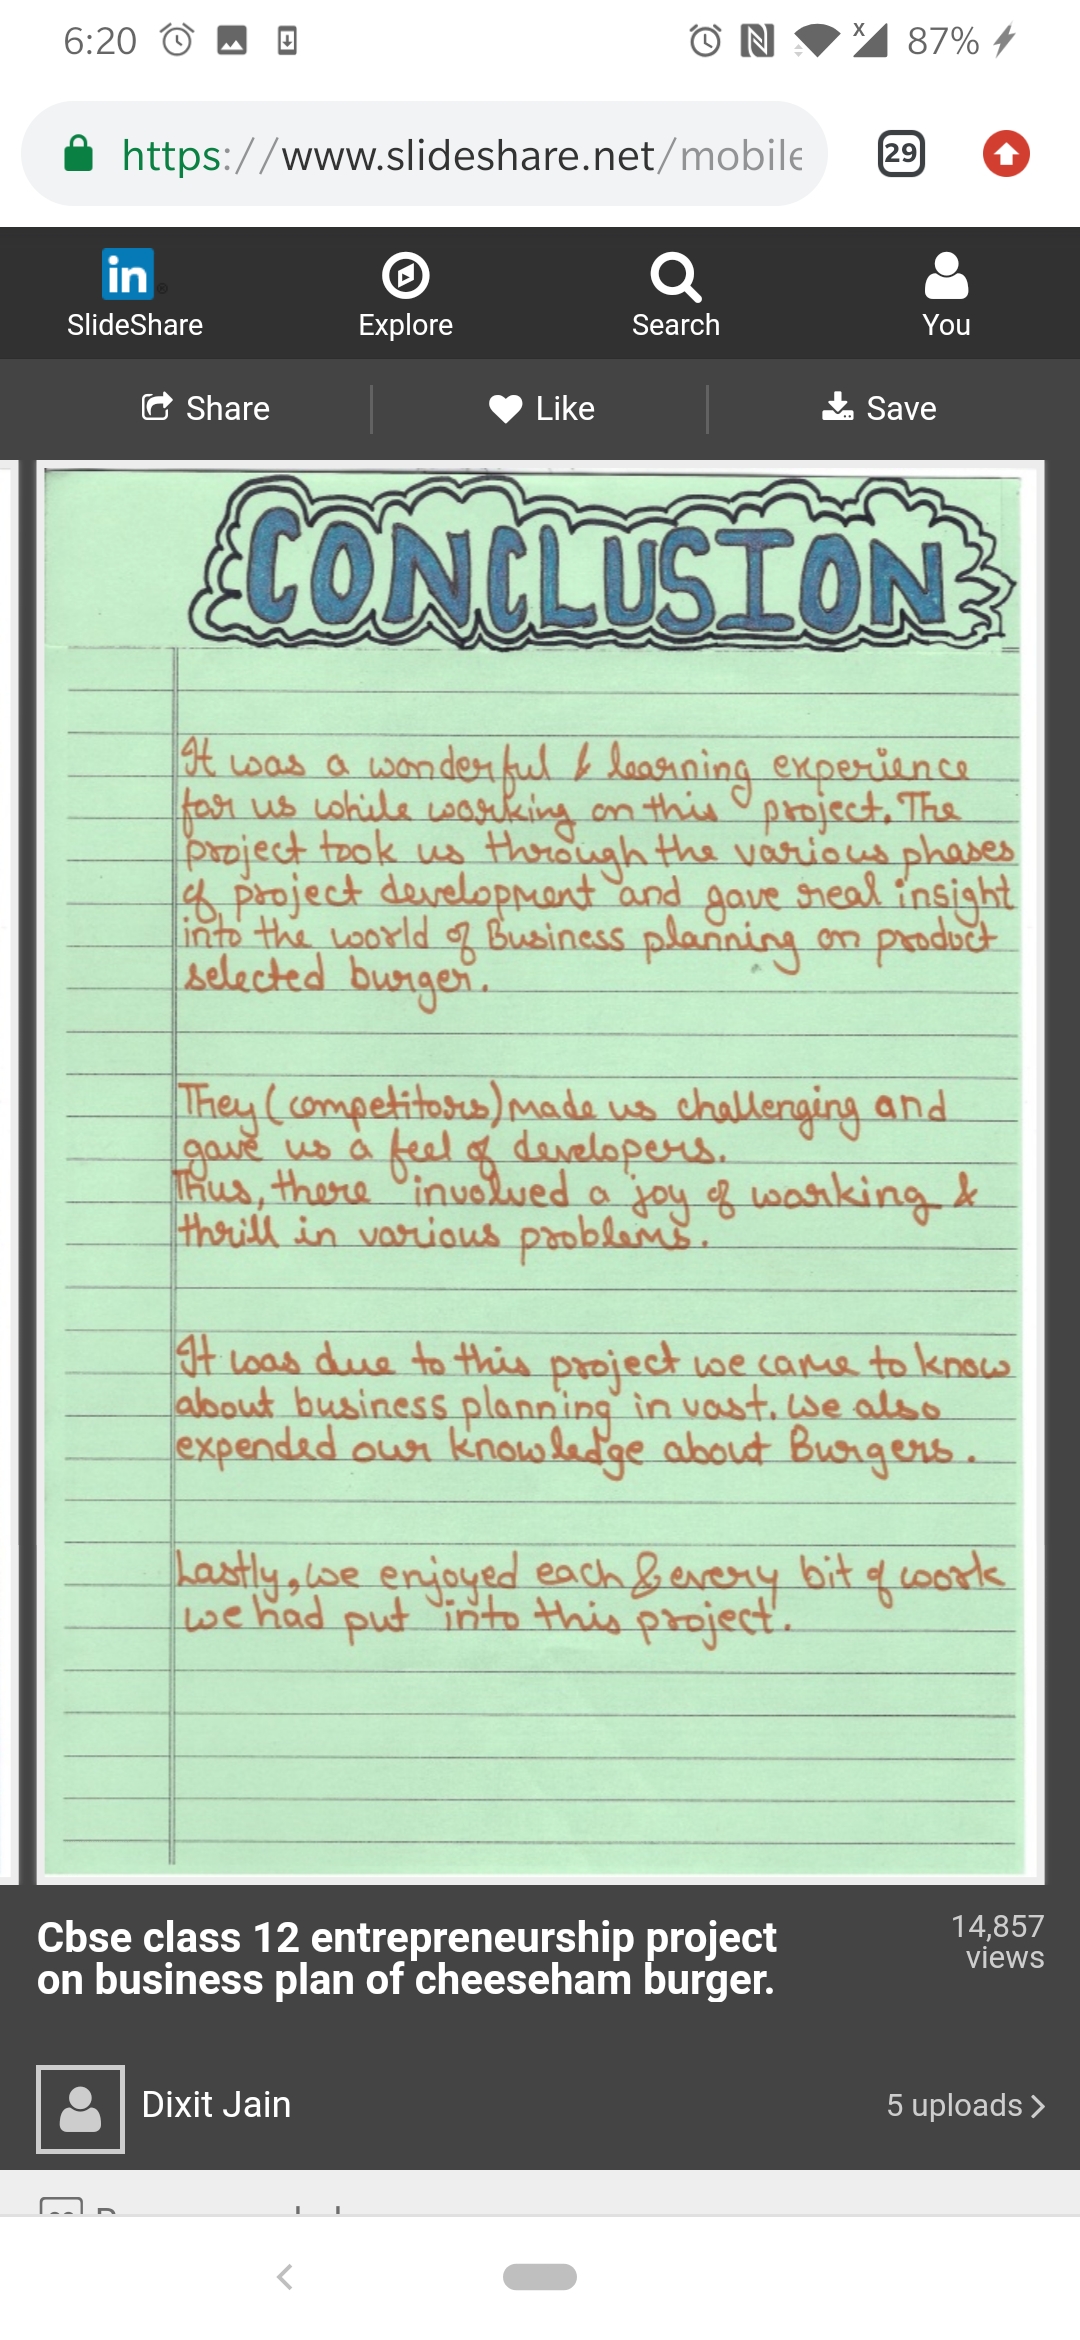 6:20
87%
https://www.slideshare.net/mobile
29
in
SlideShare
Explore
Search
You
Share
Like
Save
CONCLUSION
It was a wonderful & learning experience
for us while working on this project. The
project took us through the various phases
of project development and gave real insight
into the world of Business planning on product
selected burger.
They (competitors) made us challenging and
gave us a feel of developers.
Thus, there involved a joy of working &
thrill in various problems.
It was due to this project we came to know
about business planning in vast. We also
expended our knowledge about Burgers.
Lastly, we enjoyed each & every bit of work
we had put into this project.
Cbse class 12 entrepreneurship project
on business plan of cheeseham burger.
14,857
views
Dixit Jain
5 uploads